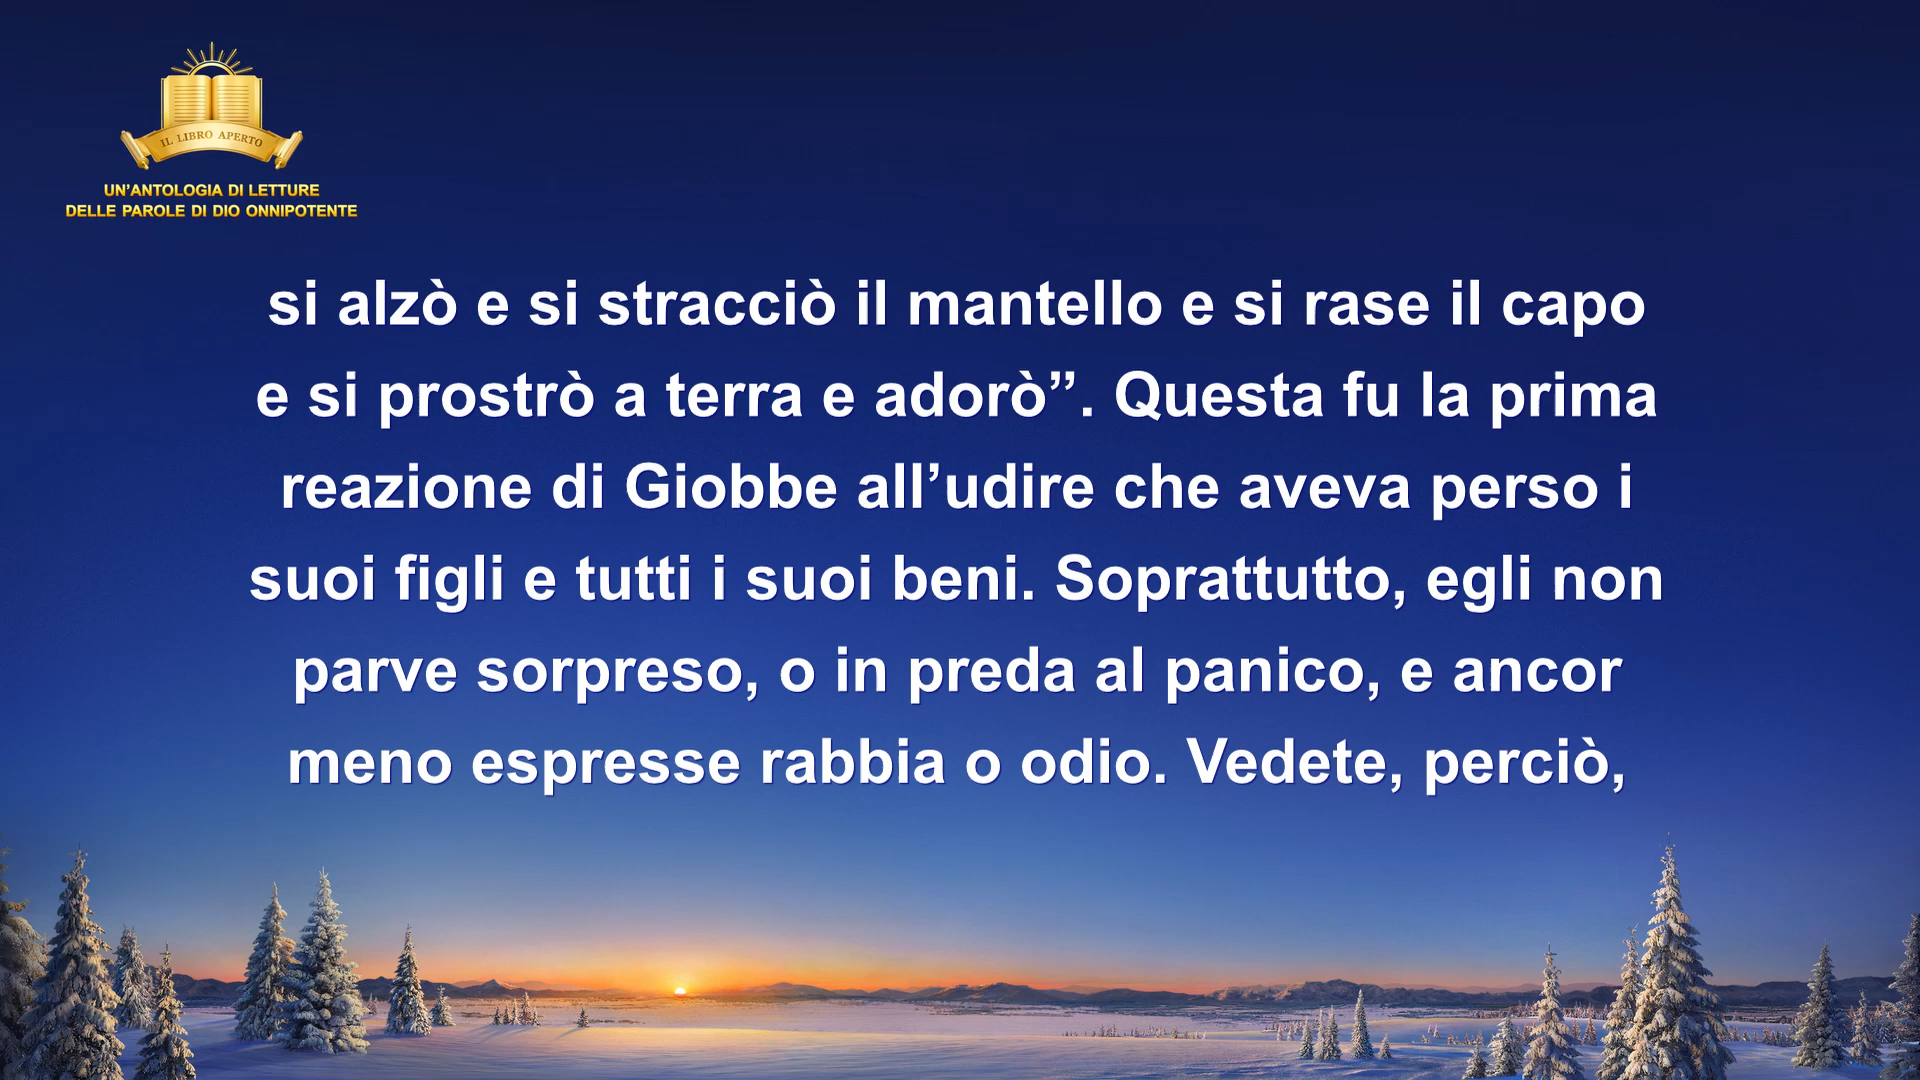 IL LIBRO APERTO
UN’ANTOLOGIA DI LETTURE
DELLE PAROLE DI DIO ONNIPOTENTE
si alzò e si stracciò il mantello e si rase il capo
e si prostrò a terra e adorò”. Questa fu la prima
reazione di Giobbe all’udire che aveva perso i
suoi figli e tutti i suoi beni. Soprattutto, egli non
parve sorpreso, o in preda al panico, e ancor
meno espresse rabbia o odio. Vedete, perciò,